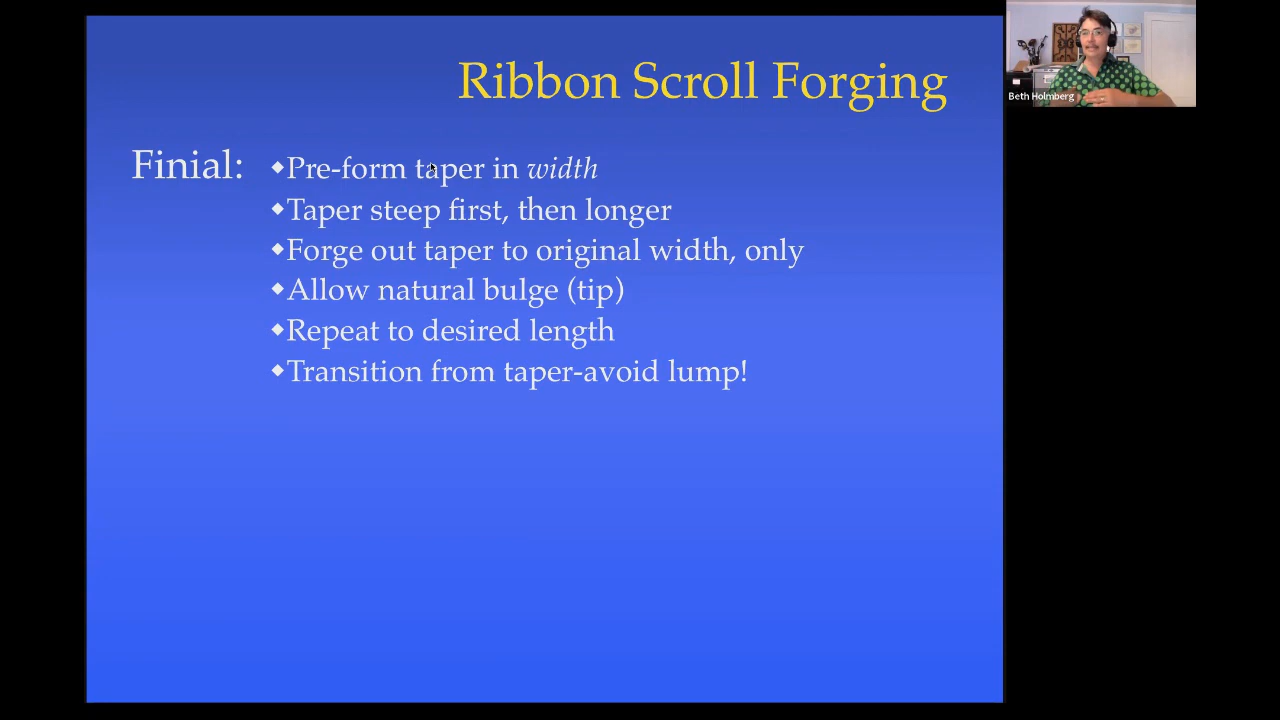 Ribbon Scroll Forging
Beth Holmberg
Finial: ◆Pre-form taper in width
◆Taper steep first, then longer
◆Forge out taper to original width, only
◆Allow natural bulge (tip)
◆Repeat to desired length
◆Transition from taper-avoid lump!